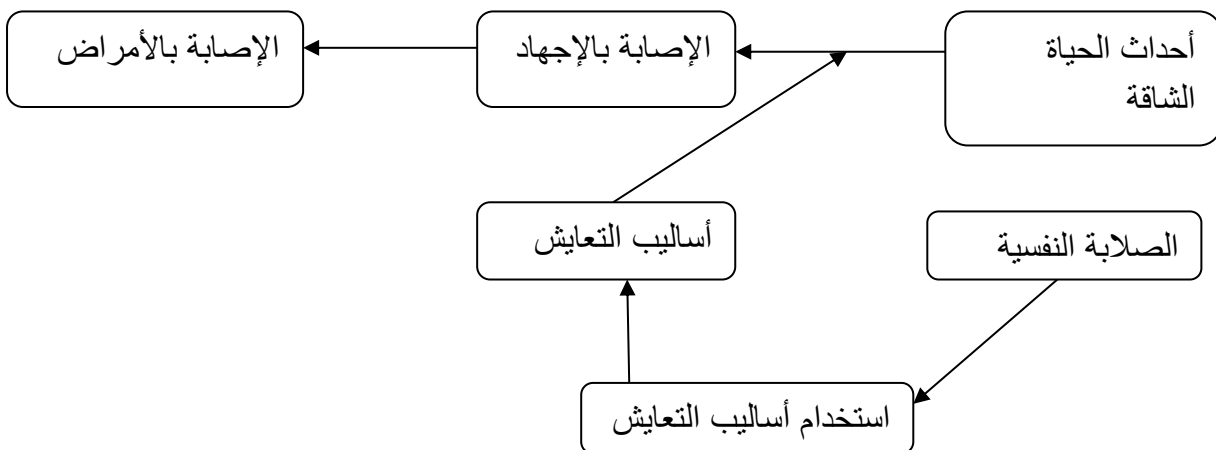 أحداث الحياة
الشاقة
الإصابة بالإجهاد
الإصابة بالأمراض
الصلابة النفسية
أساليب التعايش
استخدام أساليب التعايش